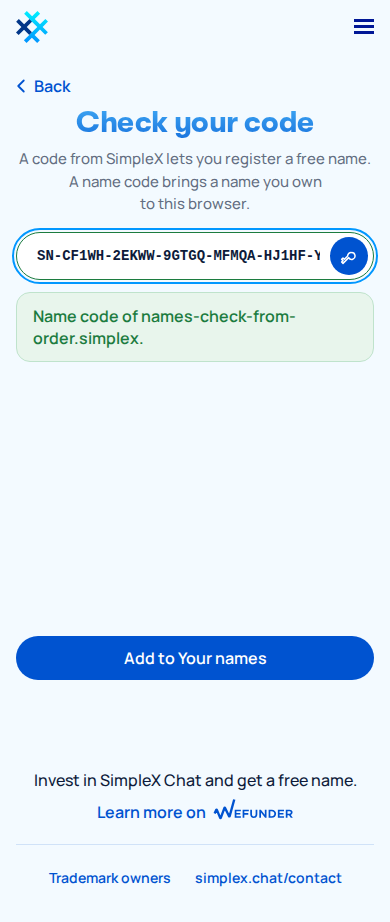 Back
Check your code
A code from SimpleX lets you register a free name.
A name code brings a name you own
to this browser.
SN-CF1WH-2EKWW-9GTGQ-MFMQA-HJ1HF-
Name code of names-check-from-
order.simplex.
Add to Your names
Invest in SimpleX Chat and get a free name.
Learn more on WEFUNDER
Trademark owners simplex.chat/contact